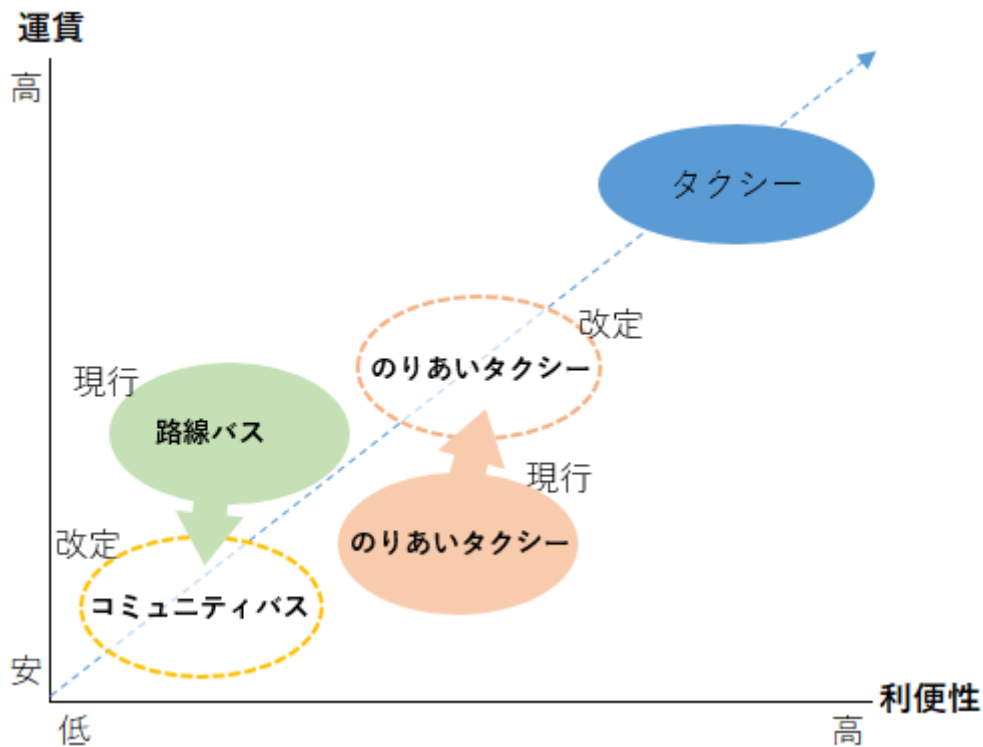 運賃
高
タクシー
改定
のりあいタクシー
現行
路線バス
現行
のりあいタクシー
改定
コミュニティバス
安
利便性
低
高